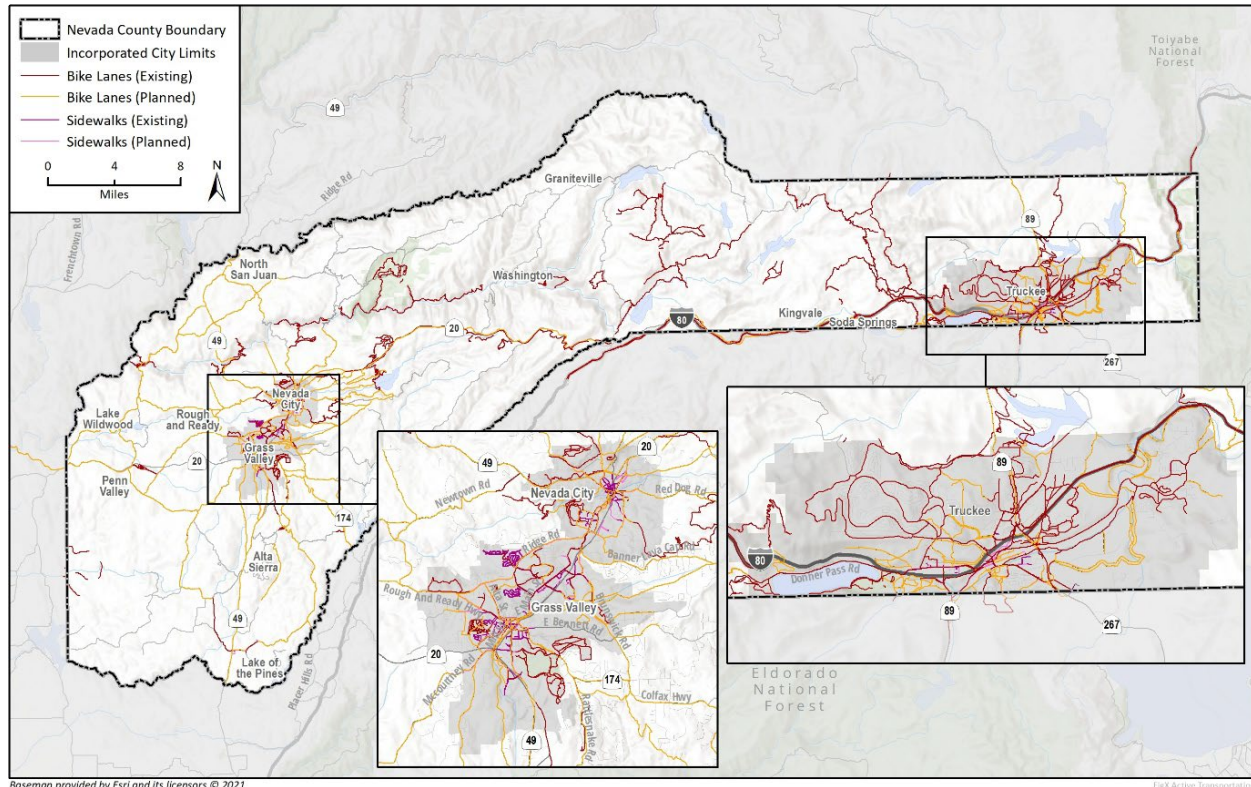 Nevada County Boundary
Incorporated City Limits
Bike Lanes (Existing)
Bike Lanes (Planned)
Sidewalks (Existing)
Sidewalks (Planned)
0 4 8
Miles
N
Toiyabe
National
Forest
49
Ridge Rd
Frenchtown Rd
Graniteville
89
North
San Juan
Washington
Truckee
80
Kingvale
Soda Springs
20
49
267
Nevada
City
Lake
Wildwood
Rough
and Ready
Grass
Valley
20
Penn
Valley
174
Alta
Sierra
49
Lake of
the Pines
Placer Hills Rd
20
49
Nevada City
Newtown Rd
Red Dog Rd
Ridge Rd
Banner
Rough And Ready Hwy
Grass Valley
Brunswick Rd
E Bennett Rd
20
Mccourtney Rd
174
Colfax Hwy
Rattlesnake Rd
49
89
Truckee
80
Donner Pass Rd
89
267
Eldorado
National
Forest
Basemap provided by Esri and its licensors © 2021.